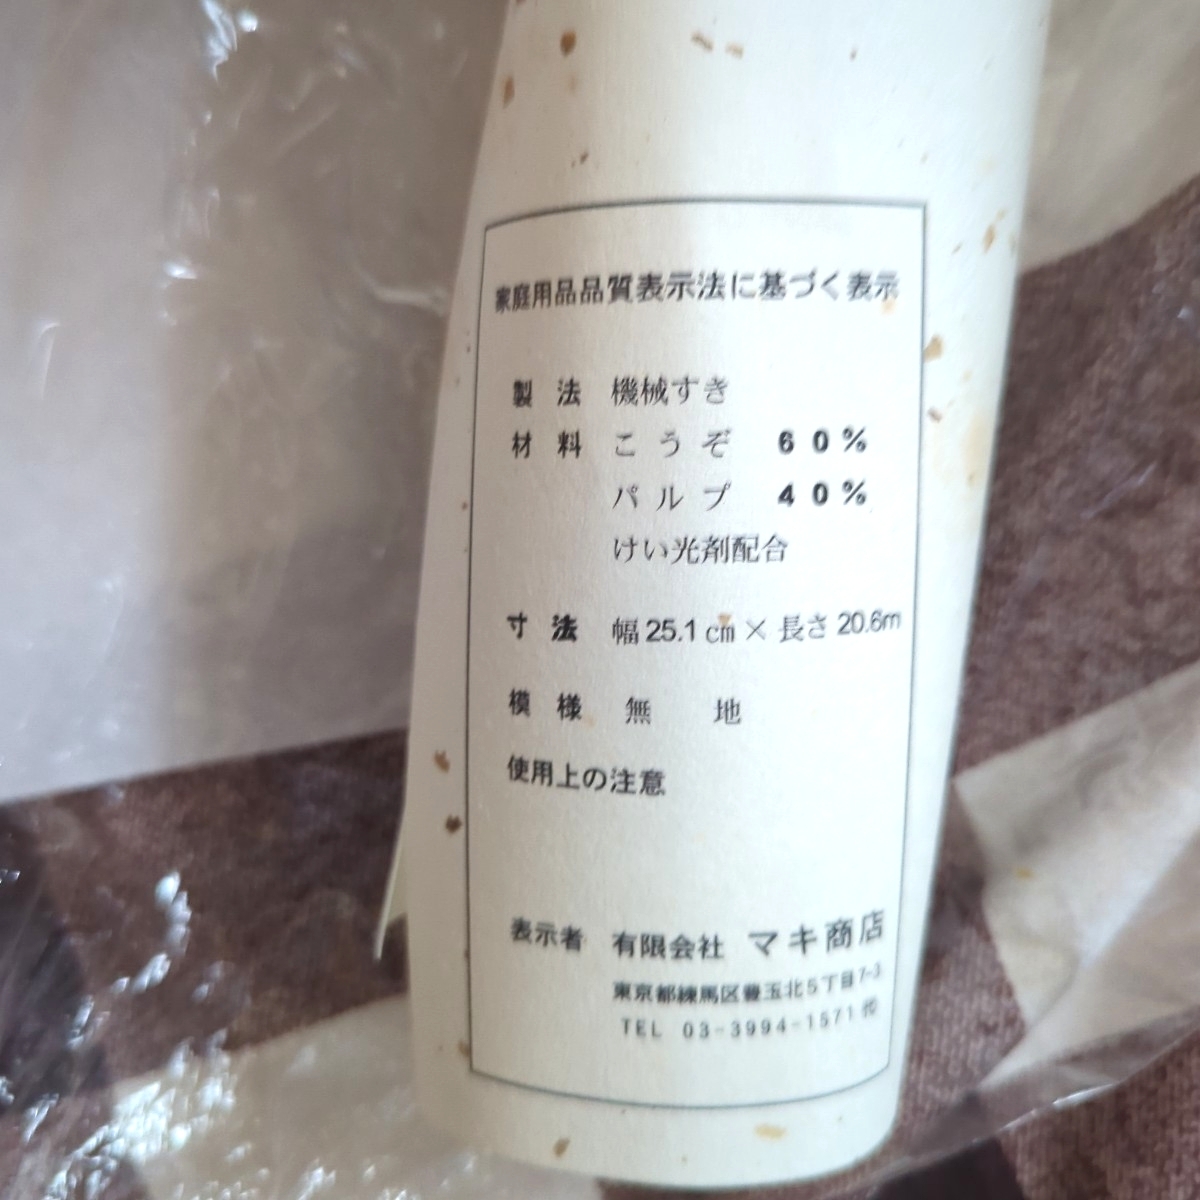 家庭用品品質表示法に基づく表示
製法 機械すき
材料 こうぞ 60%
パルプ 40%
けい光剤配合
寸法 幅25.1㎝×長さ20.6m
模様 無地
使用上の注意
表示者 有限会社 マキ商店
東京都練馬区豊玉北5丁目7-3
TEL 03-3994-1571㈹